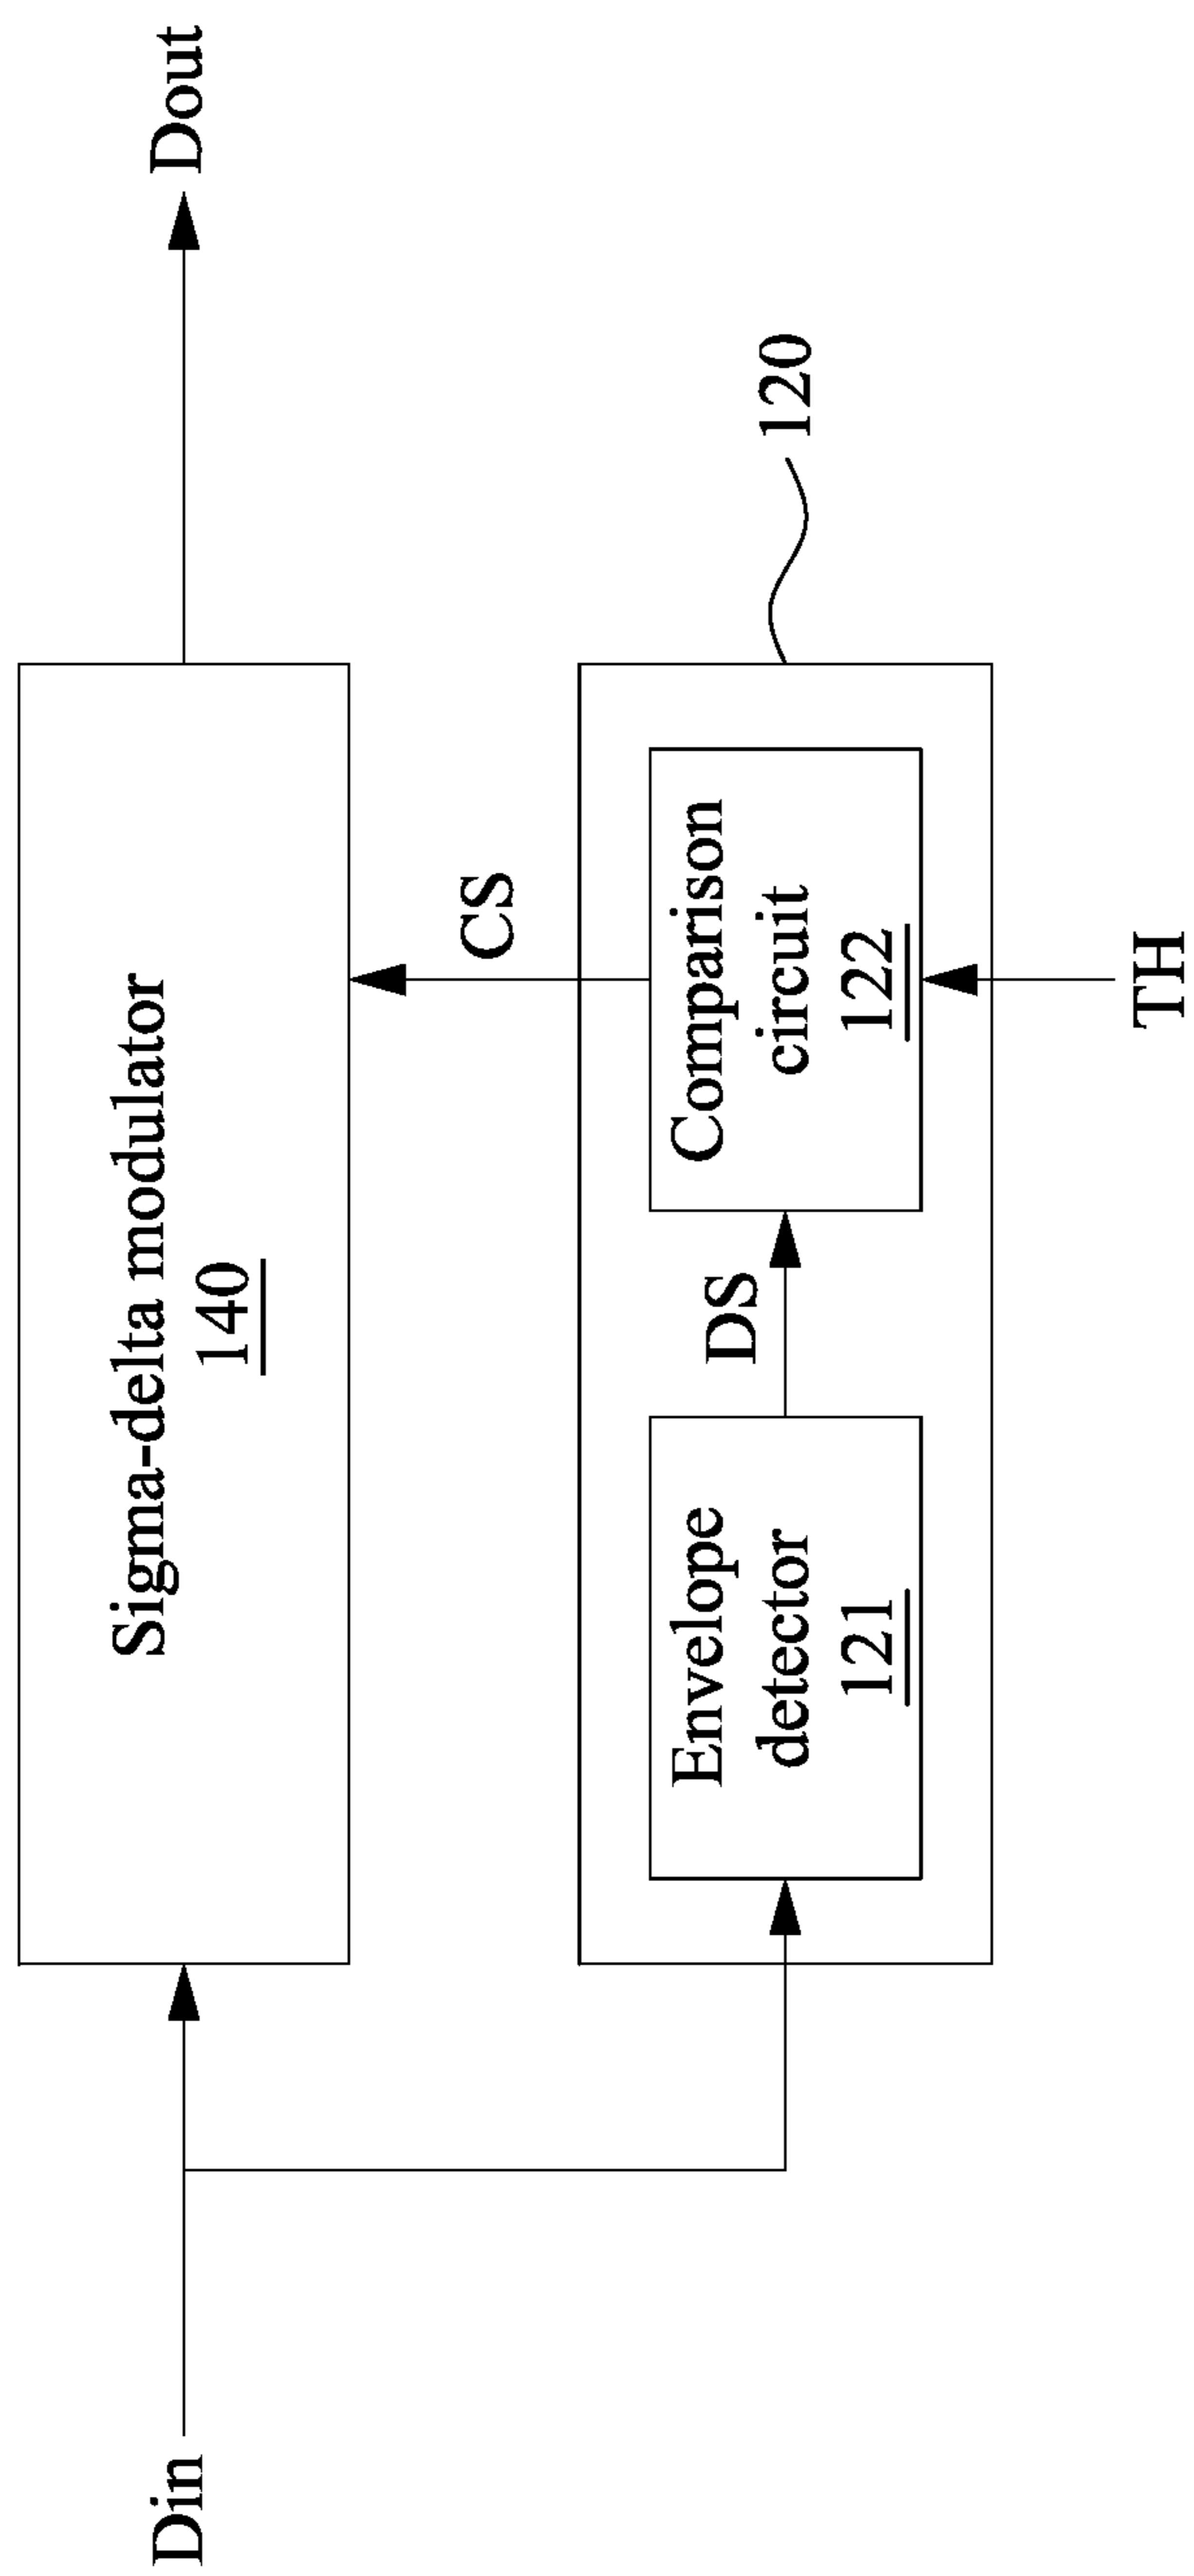 Sigma-delta modulator
140
Din
Dout
CS
Envelope
detector
121
DS
Comparison
circuit
122
120
TH